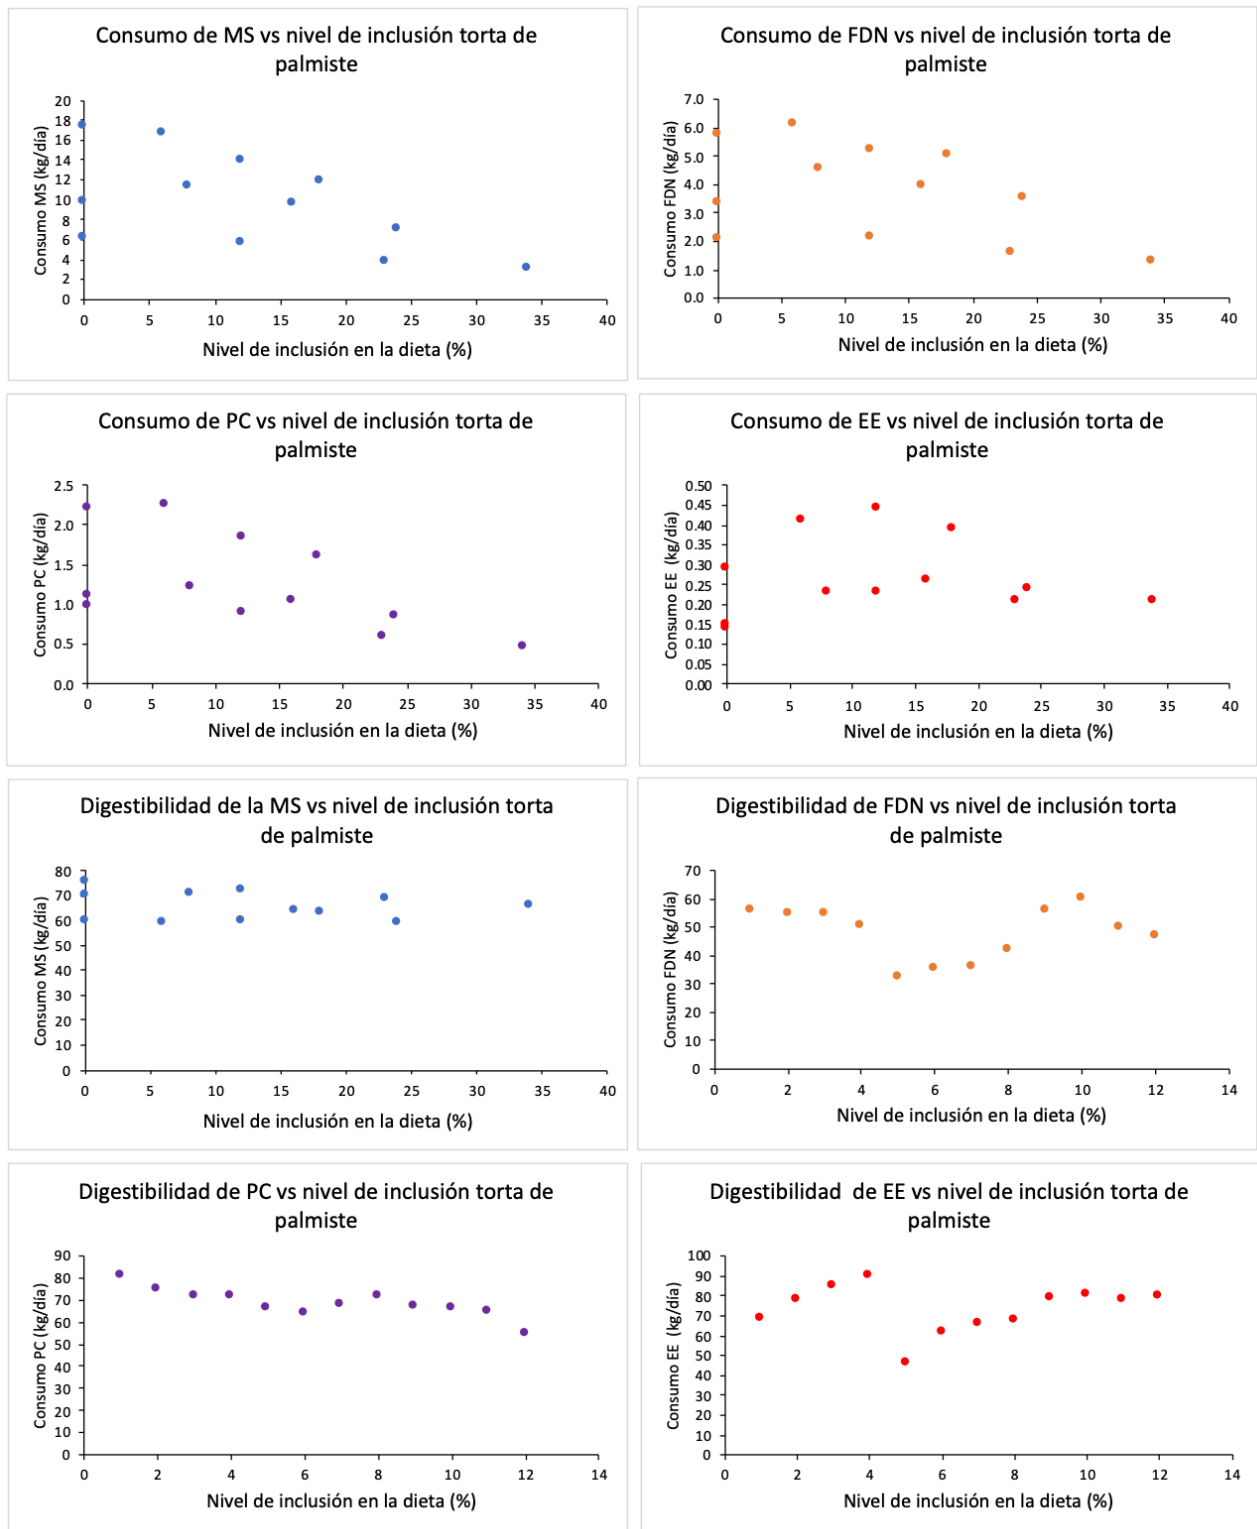 Consumo de MS vs nivel de inclusión torta de
palmiste
Consumo MS (kg/día)
20
18
16
14
12
10
8
6
4
2
0
0 5 10 15 20 25 30 35 40
Nivel de inclusión en la dieta (%)
Consumo de FDN vs nivel de inclusión torta de
palmiste
Consumo FDN (kg/día)
7.0
6.0
5.0
4.0
3.0
2.0
1.0
0.0
0 5 10 15 20 25 30 35 40
Nivel de inclusión en la dieta (%)
Consumo de PC vs nivel de inclusión torta de
palmiste
Consumo PC (kg/día)
2.5
2.0
1.5
1.0
0.5
0.0
0 5 10 15 20 25 30 35 40
Nivel de inclusión en la dieta (%)
Consumo de EE vs nivel de inclusión torta de
palmiste
Consumo EE (kg/día)
0.50
0.45
0.40
0.35
0.30
0.25
0.20
0.15
0.10
0.05
0.00
0 5 10 15 20 25 30 35 40
Nivel de inclusión en la dieta (%)
Digestibilidad de la MS vs nivel de inclusión torta
de palmiste
Consumo MS (kg/día)
80
70
60
50
40
30
20
10
0
0 5 10 15 20 25 30 35 40
Nivel de inclusión en la dieta (%)
Digestibilidad de FDN vs nivel de inclusión torta
de palmiste
Consumo FDN (kg/día)
70
60
50
40
30
20
10
0
0 2 4 6 8 10 12 14
Nivel de inclusión en la dieta (%)
Digestibilidad de PC vs nivel de inclusión torta de
palmiste
Consumo PC (kg/día)
90
80
70
60
50
40
30
20
10
0
0 2 4 6 8 10 12 14
Nivel de inclusión en la dieta (%)
Digestibilidad de EE vs nivel de inclusión torta de
palmiste
Consumo EE (kg/día)
100
90
80
70
60
50
40
30
20
10
0
0 2 4 6 8 10 12 14
Nivel de inclusión en la dieta (%)